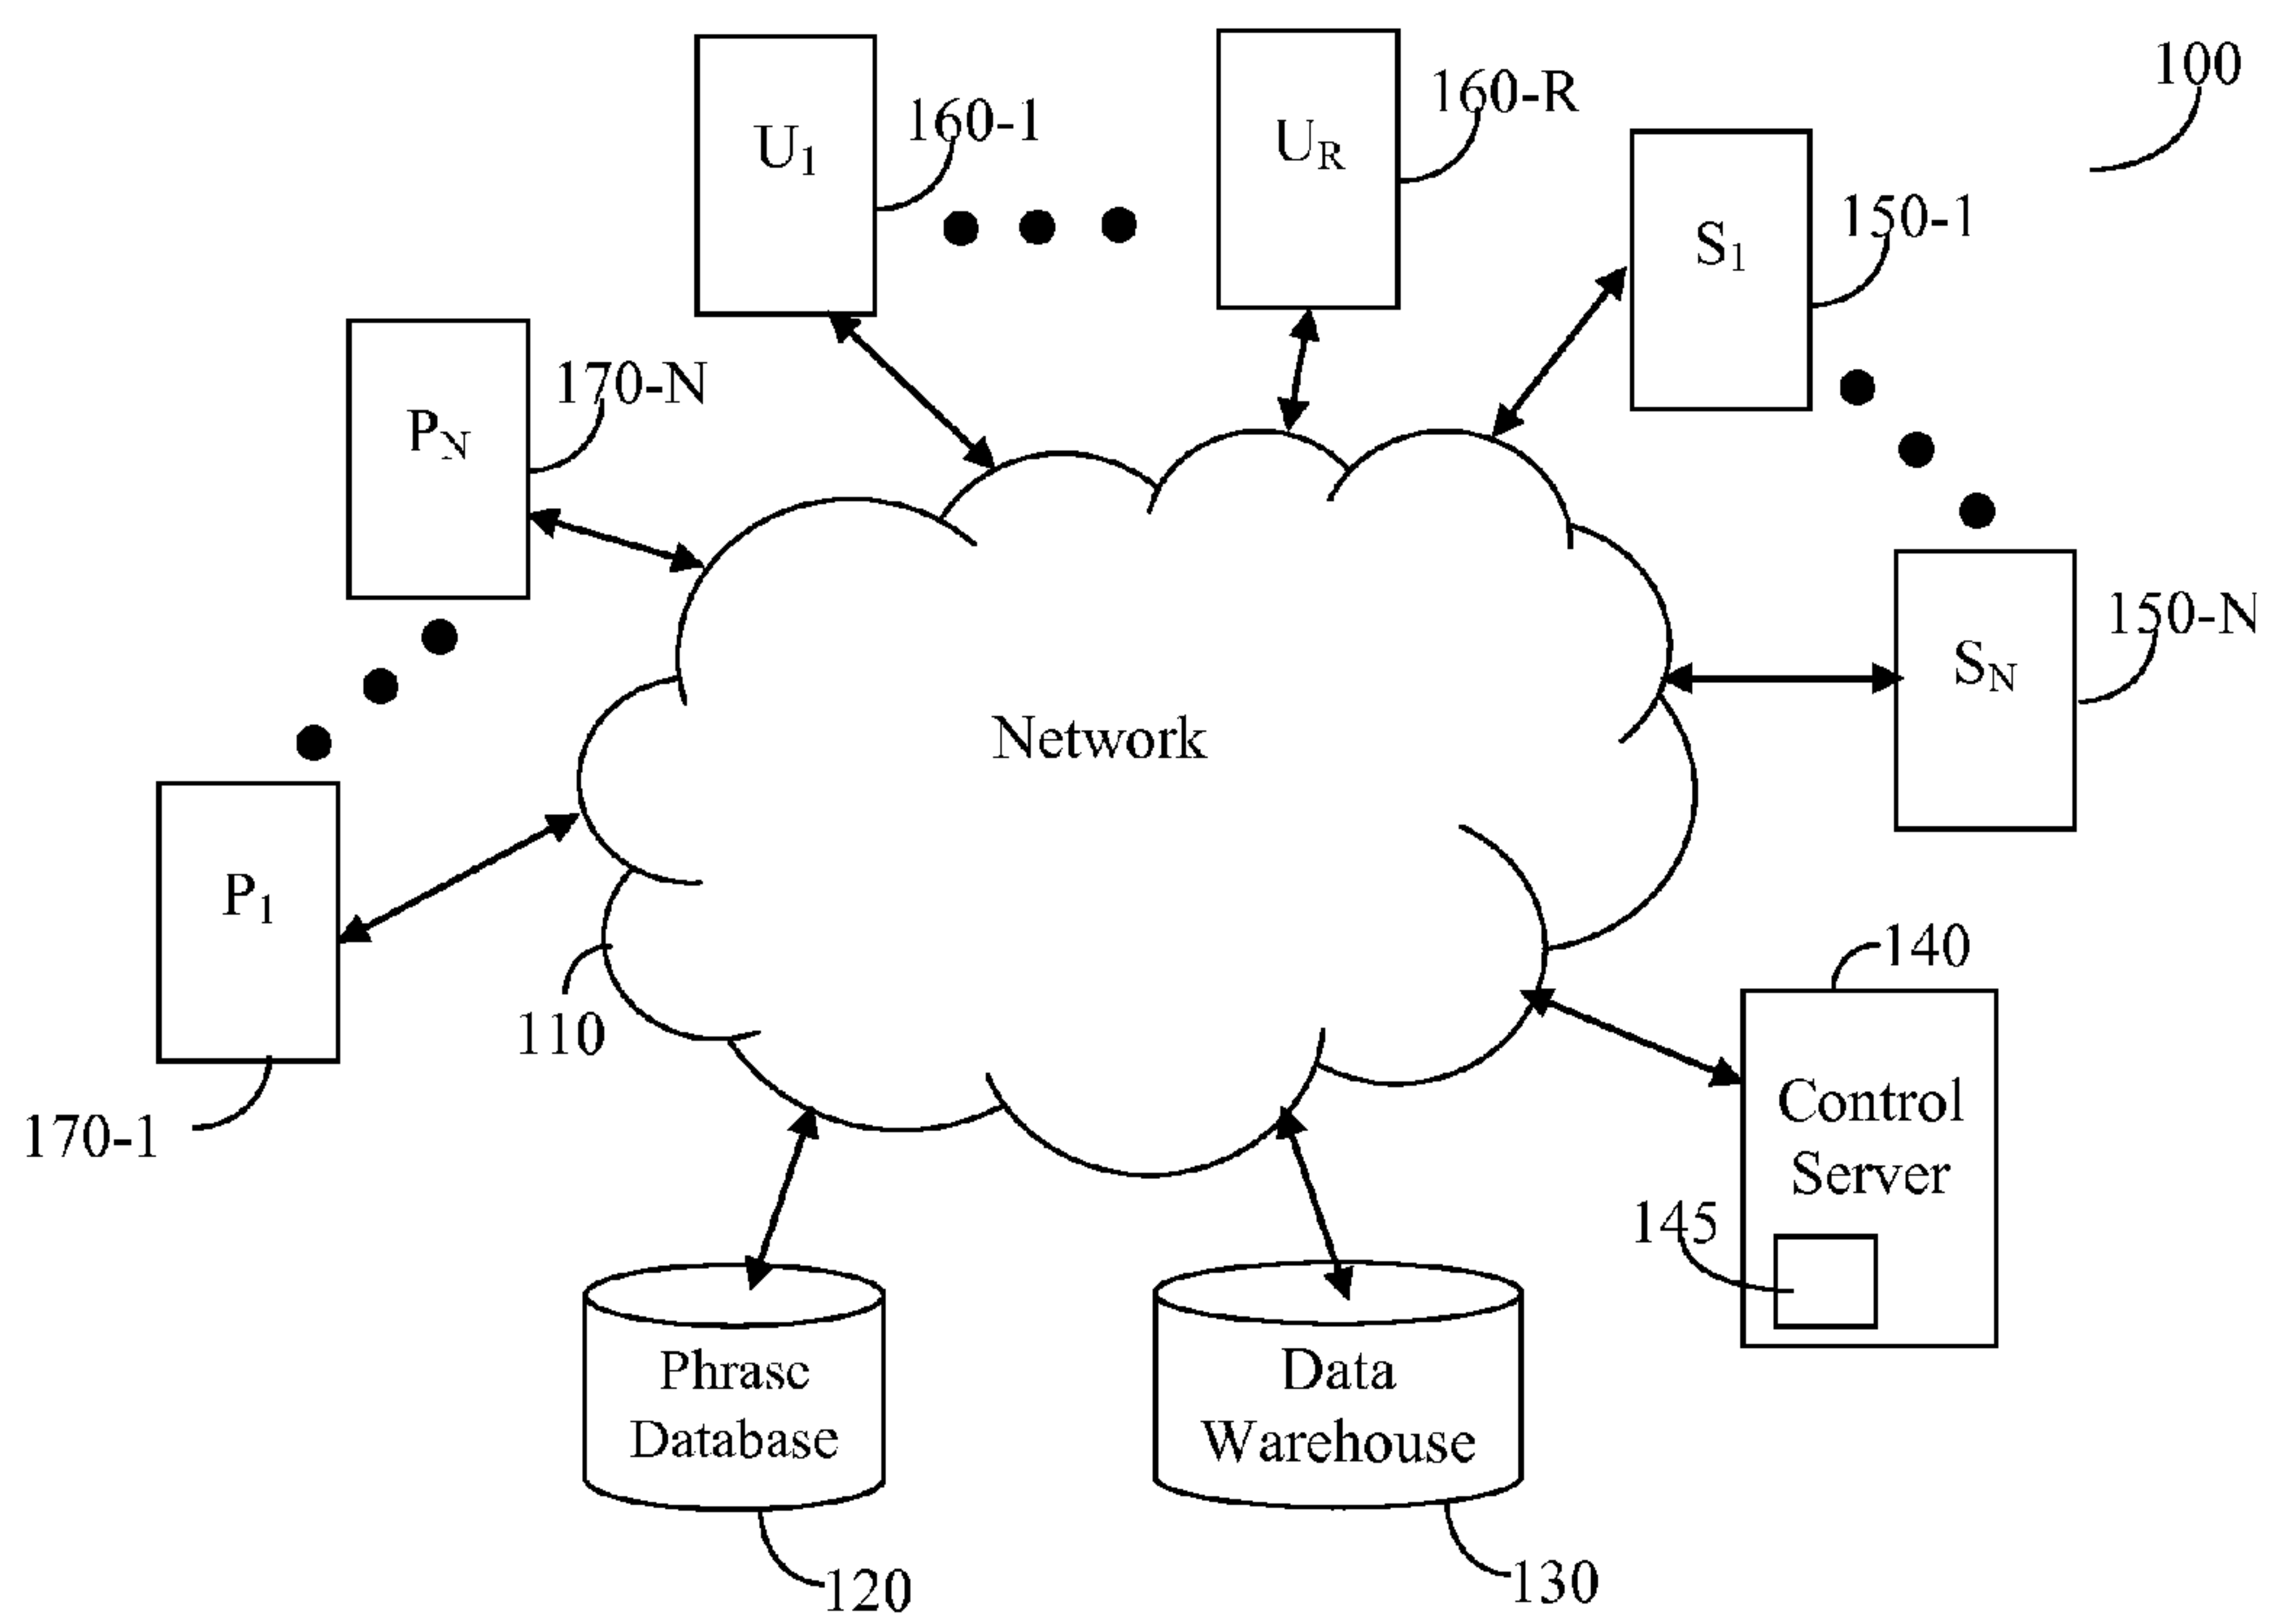 100
U1
160-1
UR
160-R
S1
150-1
PN
170-N
SN
150-N
Network
P1
170-1
110
140
Control
Server
145
Phrase
Database
120
Data
Warehouse
130